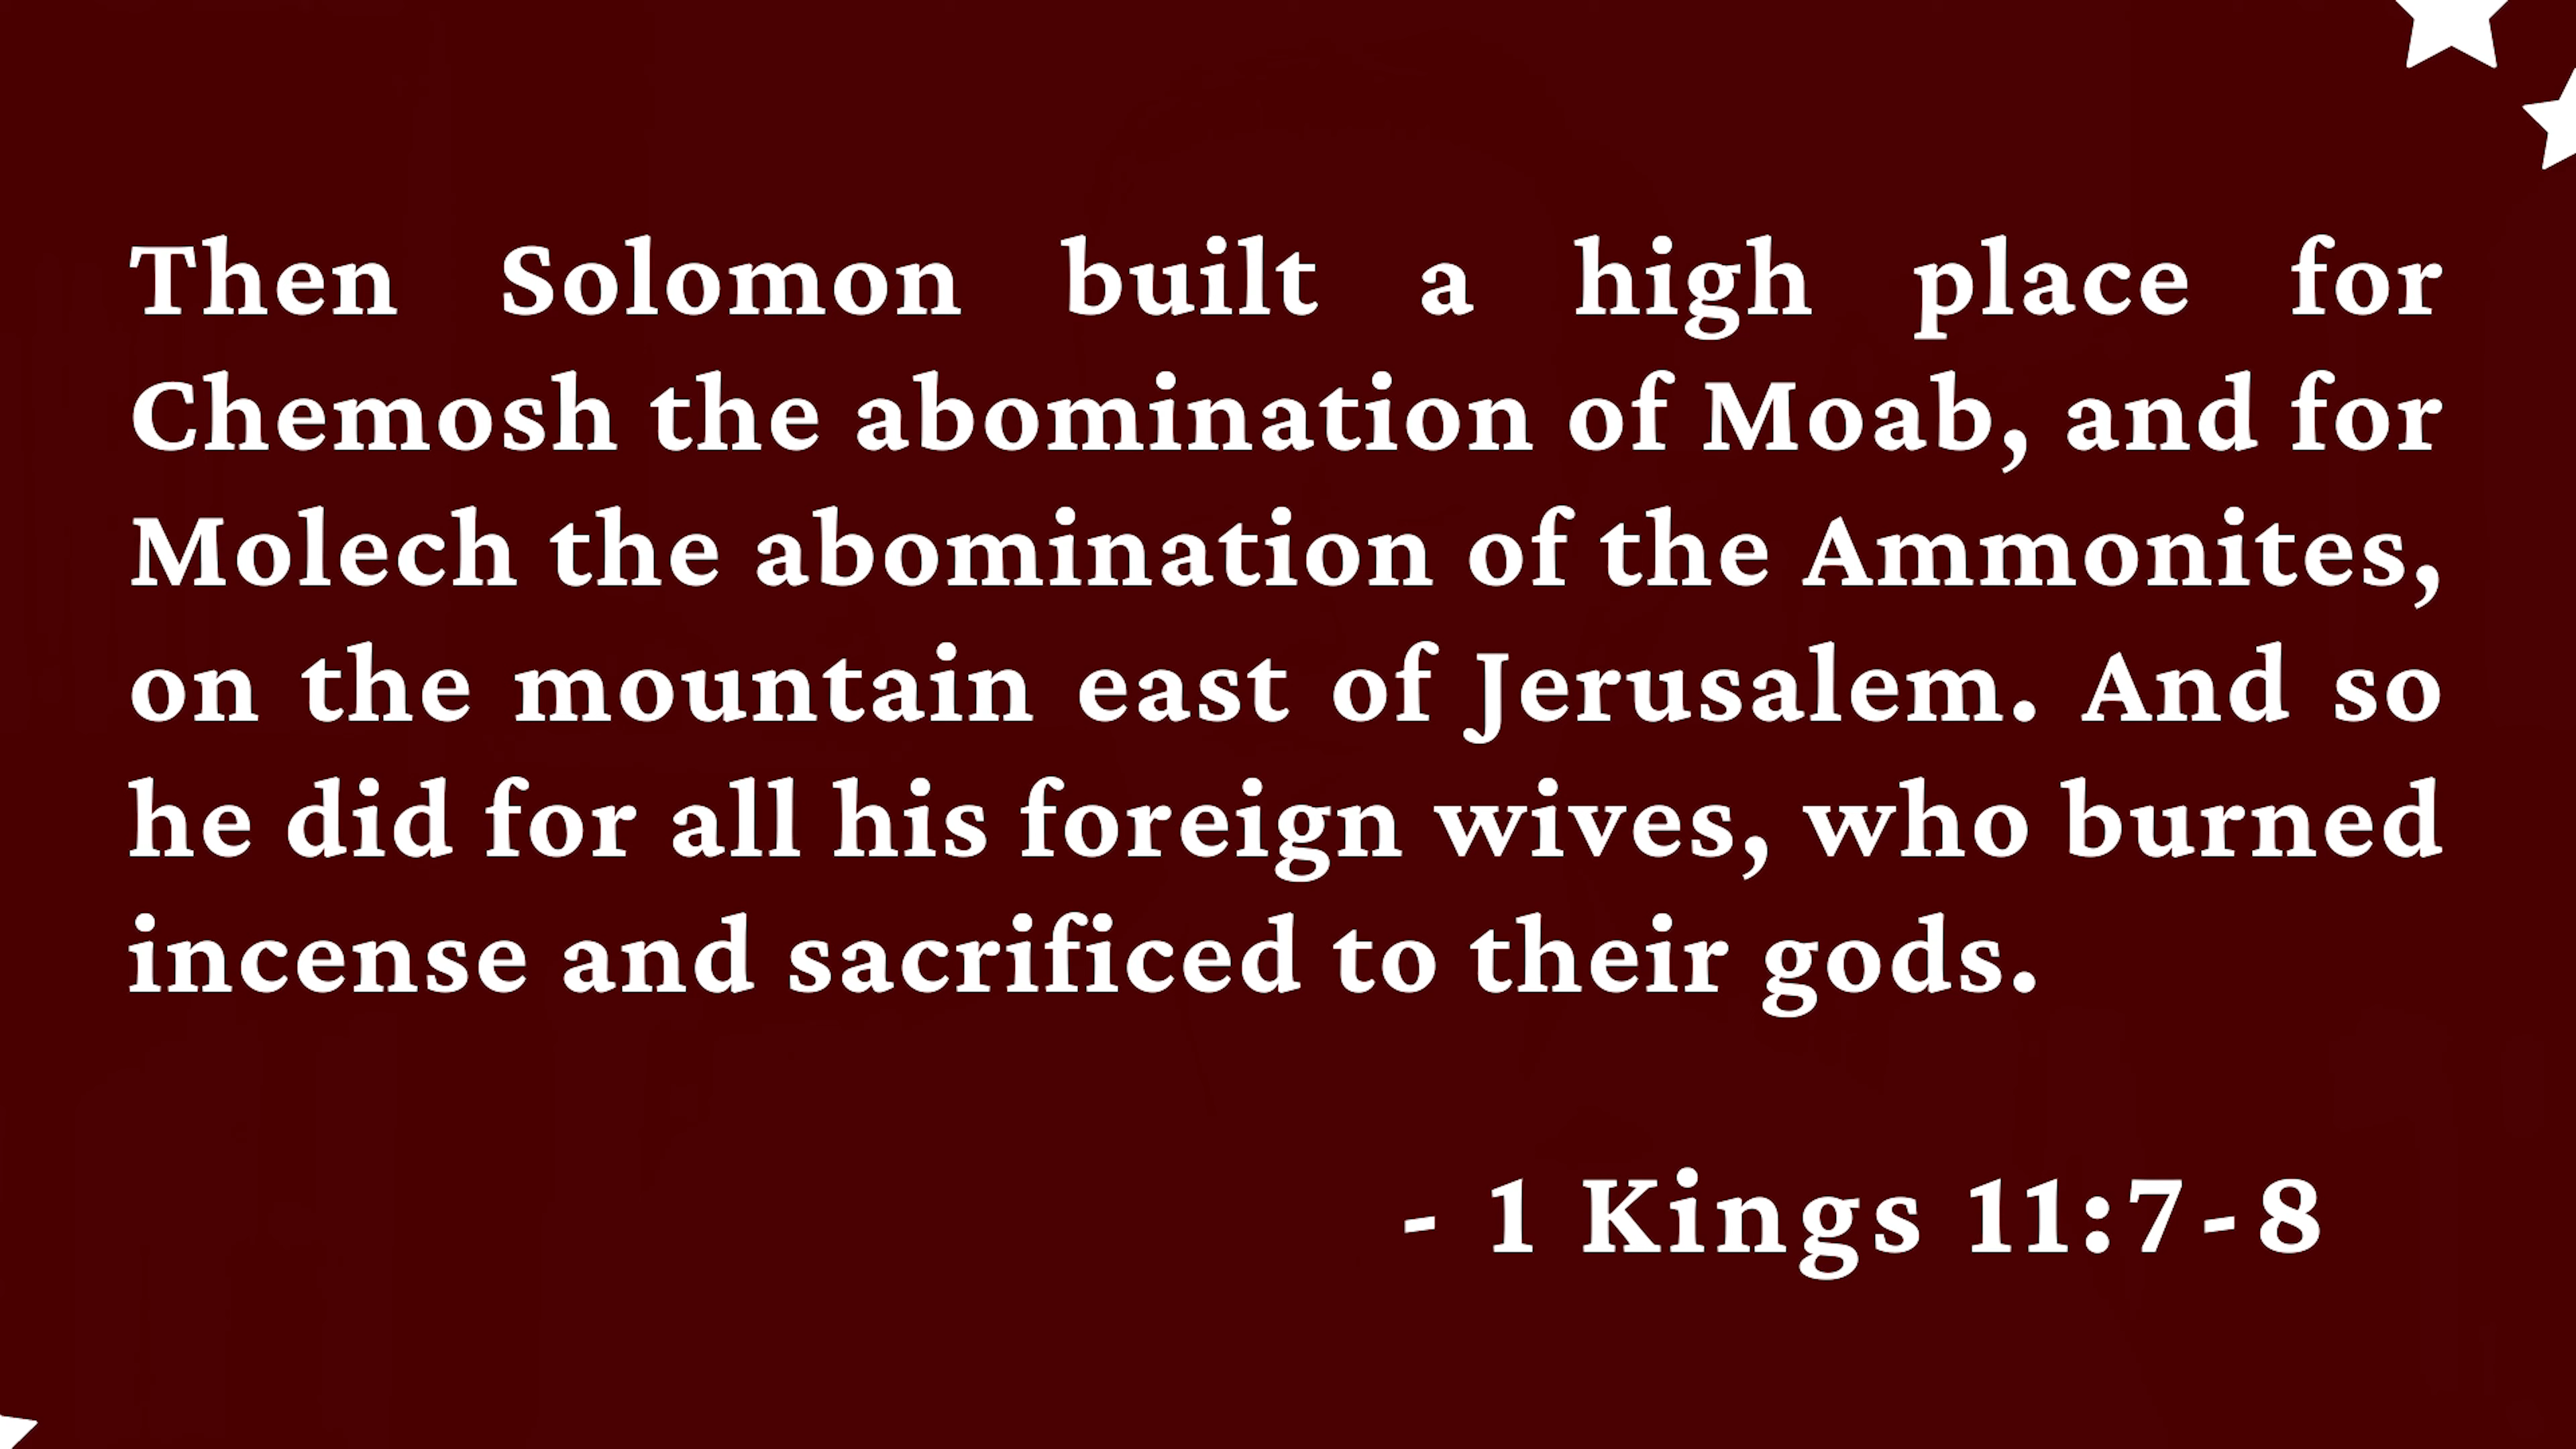 Then Solomon built a high place for
Chemosh the abomination of Moab, and for
Molech the abomination of the Ammonites,
on the mountain east of Jerusalem. And so
he did for all his foreign wives, who burned
incense and sacrificed to their gods.
- 1 Kings 11:7-8